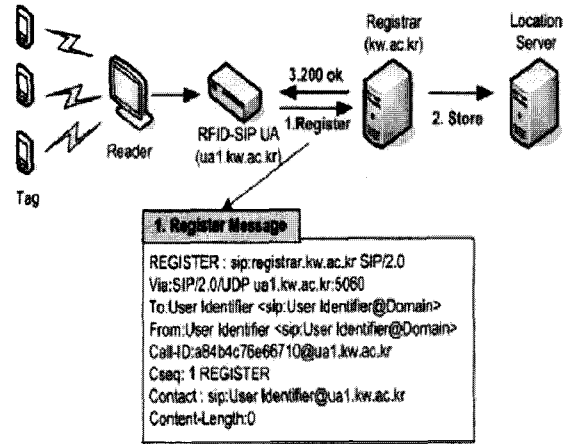 Registrar
(kw.ac.kr)
Location
Server
3.200 ok
1.Register
2. Store
RFID-SIP UA
(ua1.kw.ac.kr)
Reader
Tag
1. Register Message
REGISTER : sip:registrar.kw.ac.kr SIP/2.0
Via:SIP/2.0/UDP ua1.kw.ac.kr:5060
To:User Identifier <sip:User Identifier@Domain>
From:User Identifier <sip:User Identifier@Domain>
Call-ID:a84b4c76e66710@ua1.kw.ac.kr
Cseq: 1 REGISTER
Contact : sip:User Identifier@ua1.kw.ac.kr
Content-Length:0